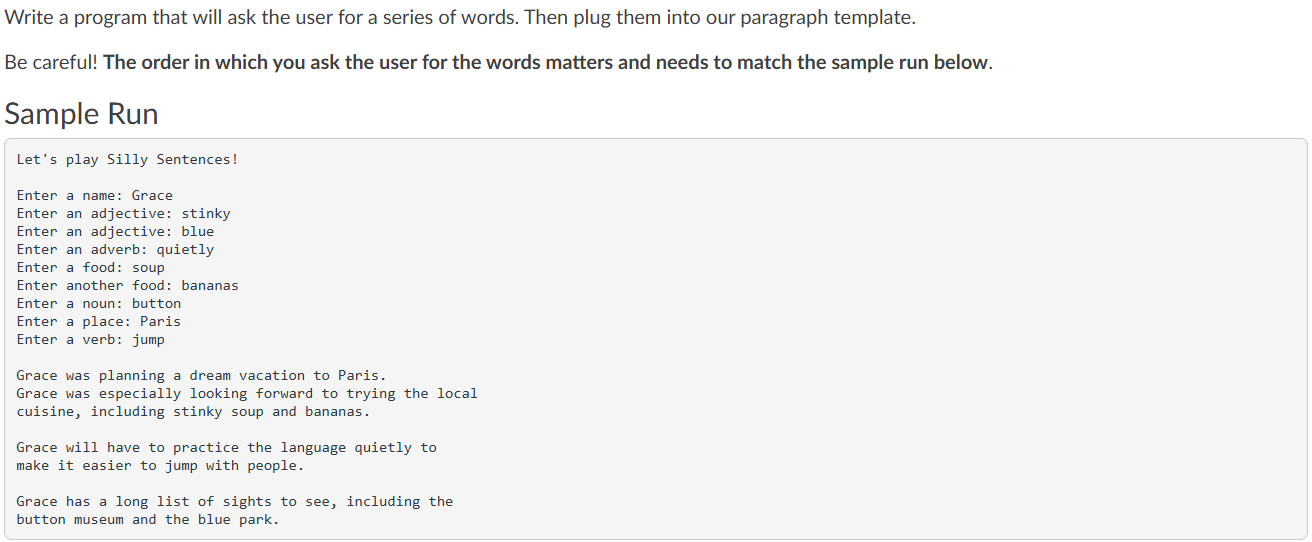 Write a program that will ask the user for a series of words. Then plug them into our paragraph template.
Be careful! The order in which you ask the user for the words matters and needs to match the sample run below.
Sample Run
Let's play Silly Sentences!
Enter a name: Grace
Enter an adjective: stinky
Enter an adjective: blue
Enter an adverb: quietly
Enter a food: soup
Enter another food: bananas
Enter a noun: button
Enter a place: Paris
Enter a verb: jump
Grace was planning a dream vacation to Paris.
Grace was especially looking forward to trying the local
cuisine, including stinky soup and bananas.
Grace will have to practice the language quietly to
make it easier to jump with people.
Grace has a long list of sights to see, including the
button museum and the blue park.